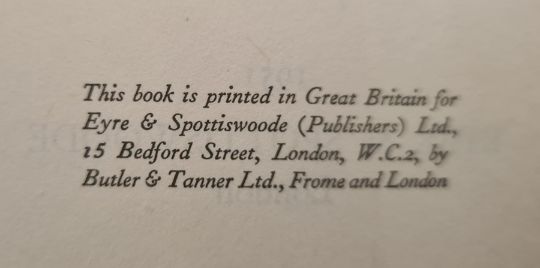 This book is printed in Great Britain for
Eyre & Spottiswoode (Publishers) Ltd.,
15 Bedford Street, London, W.C.2, by
Butler & Tanner Ltd., Frome and London